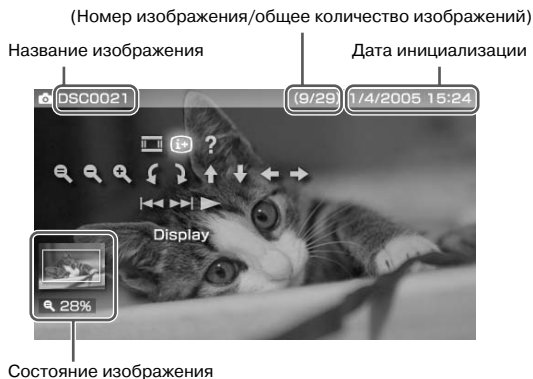 (Номер изображения/общее количество изображений)
Название изображения
Дата инициализации
DSC0021
(9/29)
1/4/2005 15:24
i+ ?
Display
28%
Состояние изображения